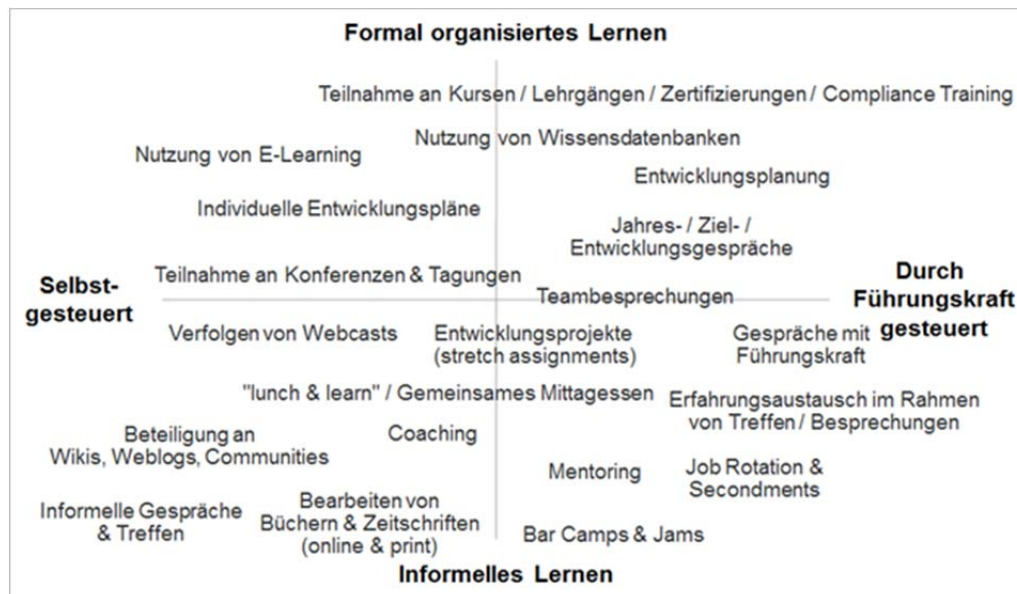 Formal organisiertes Lernen
Teilnahme an Kursen / Lehrgängen / Zertifizierungen / Compliance Training
Nutzung von Wissensdatenbanken
Nutzung von E-Learning
Entwicklungsplanung
Individuelle Entwicklungspläne
Jahres- / Ziel- /
Entwicklungsgespräche
Teilnahme an Konferenzen & Tagungen
Selbst-
gesteuert
Durch
Führungskraft
gesteuert
Teambesprechungen
Verfolgen von Webcasts
Entwicklungsprojekte
(stretch assignments)
Gespräche mit
Führungskraft
"lunch & learn" / Gemeinsames Mittagessen
Erfahrungsaustausch im Rahmen
von Treffen / Besprechungen
Beteiligung an
Wikis, Weblogs, Communities
Coaching
Mentoring
Job Rotation &
Secondments
Informelle Gespräche
& Treffen
Bearbeiten von
Büchern & Zeitschriften
(online & print)
Bar Camps & Jams
Informelles Lernen